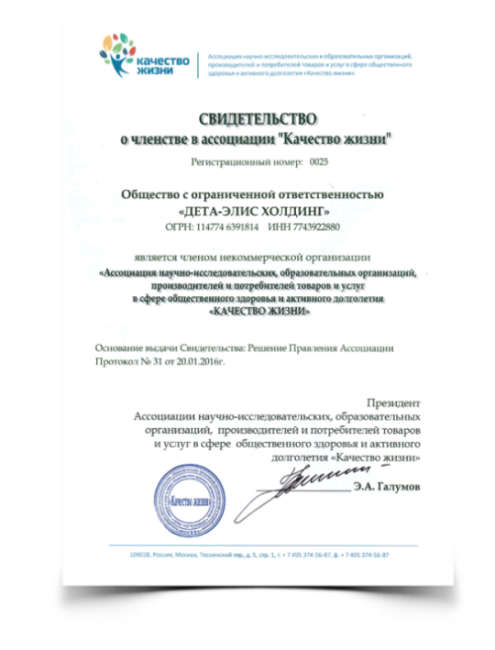 качество
жизни
Ассоциация научно-исследовательских и образовательных организаций,
производителей и потребителей товаров и услуг в сфере общественного
здоровья и активного долголетия «Качество жизни»
СВИДЕТЕЛЬСТВО
о членстве в ассоциации "Качество жизни"
Регистрационный номер: 0025
Общество с ограниченной ответственностью
«ДЕТА-ЭЛИС ХОЛДИНГ»
ОГРН: 114774 6391814 ИНН 7743922880
является членом некоммерческой организации
«Ассоциация научно-исследовательских, образовательных организаций,
производителей и потребителей товаров и услуг
в сфере общественного здоровья и активного долголетия
«КАЧЕСТВО ЖИЗНИ»
Основание выдачи Свидетельства: Решение Правления Ассоциации
Протокол № 31 от 20.01.2016г.
Президент
Ассоциации научно-исследовательских, образовательных
организаций, производителей и потребителей товаров
и услуг в сфере общественного здоровья и активного
долголетия «Качество жизни»
Э.А. Галумов
«Качество жизни»
109028, Россия, Москва, Тессинский пер., д. 5, стр. 1, т. + 7 495 374-56-87, ф. + 7 495 374-56-87